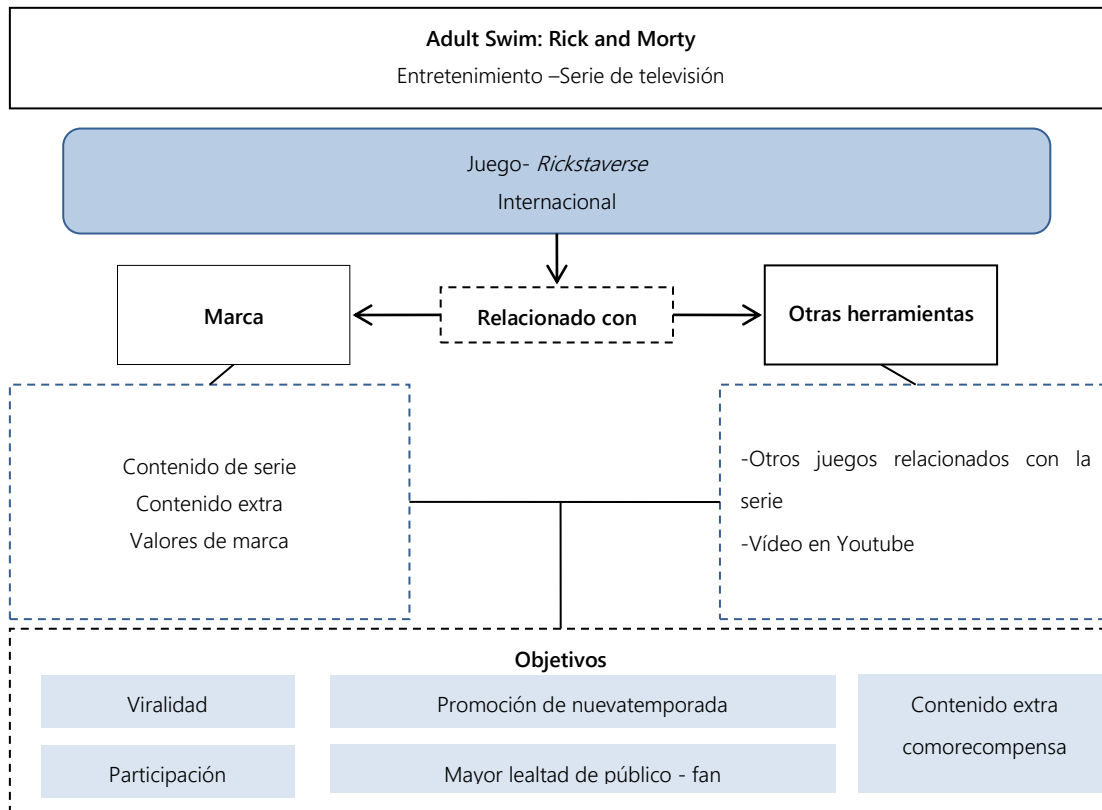 Adult Swim: Rick and Morty
Entretenimiento –Serie de televisión
Juego- Rickstaverse
Internacional
Marca
Relacionado con
Otras herramientas
Contenido de serie
Contenido extra
Valores de marca
-Otros juegos relacionados con la
serie
-Vídeo en Youtube
Objetivos
Viralidad
Promoción de nuevatemporada
Contenido extra
comorecompensa
Participación
Mayor lealtad de público - fan